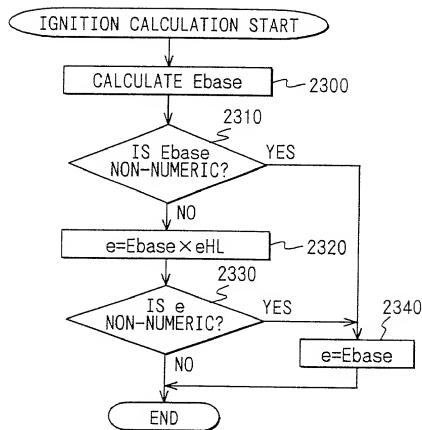 IGNITION CALCULATION START
CALCULATE Ebase
2300
2310
IS Ebase
NON-NUMERIC?
YES
NO
e=Ebase×eHL
2320
2330
IS e
NON-NUMERIC?
YES
2340
e=Ebase
NO
END